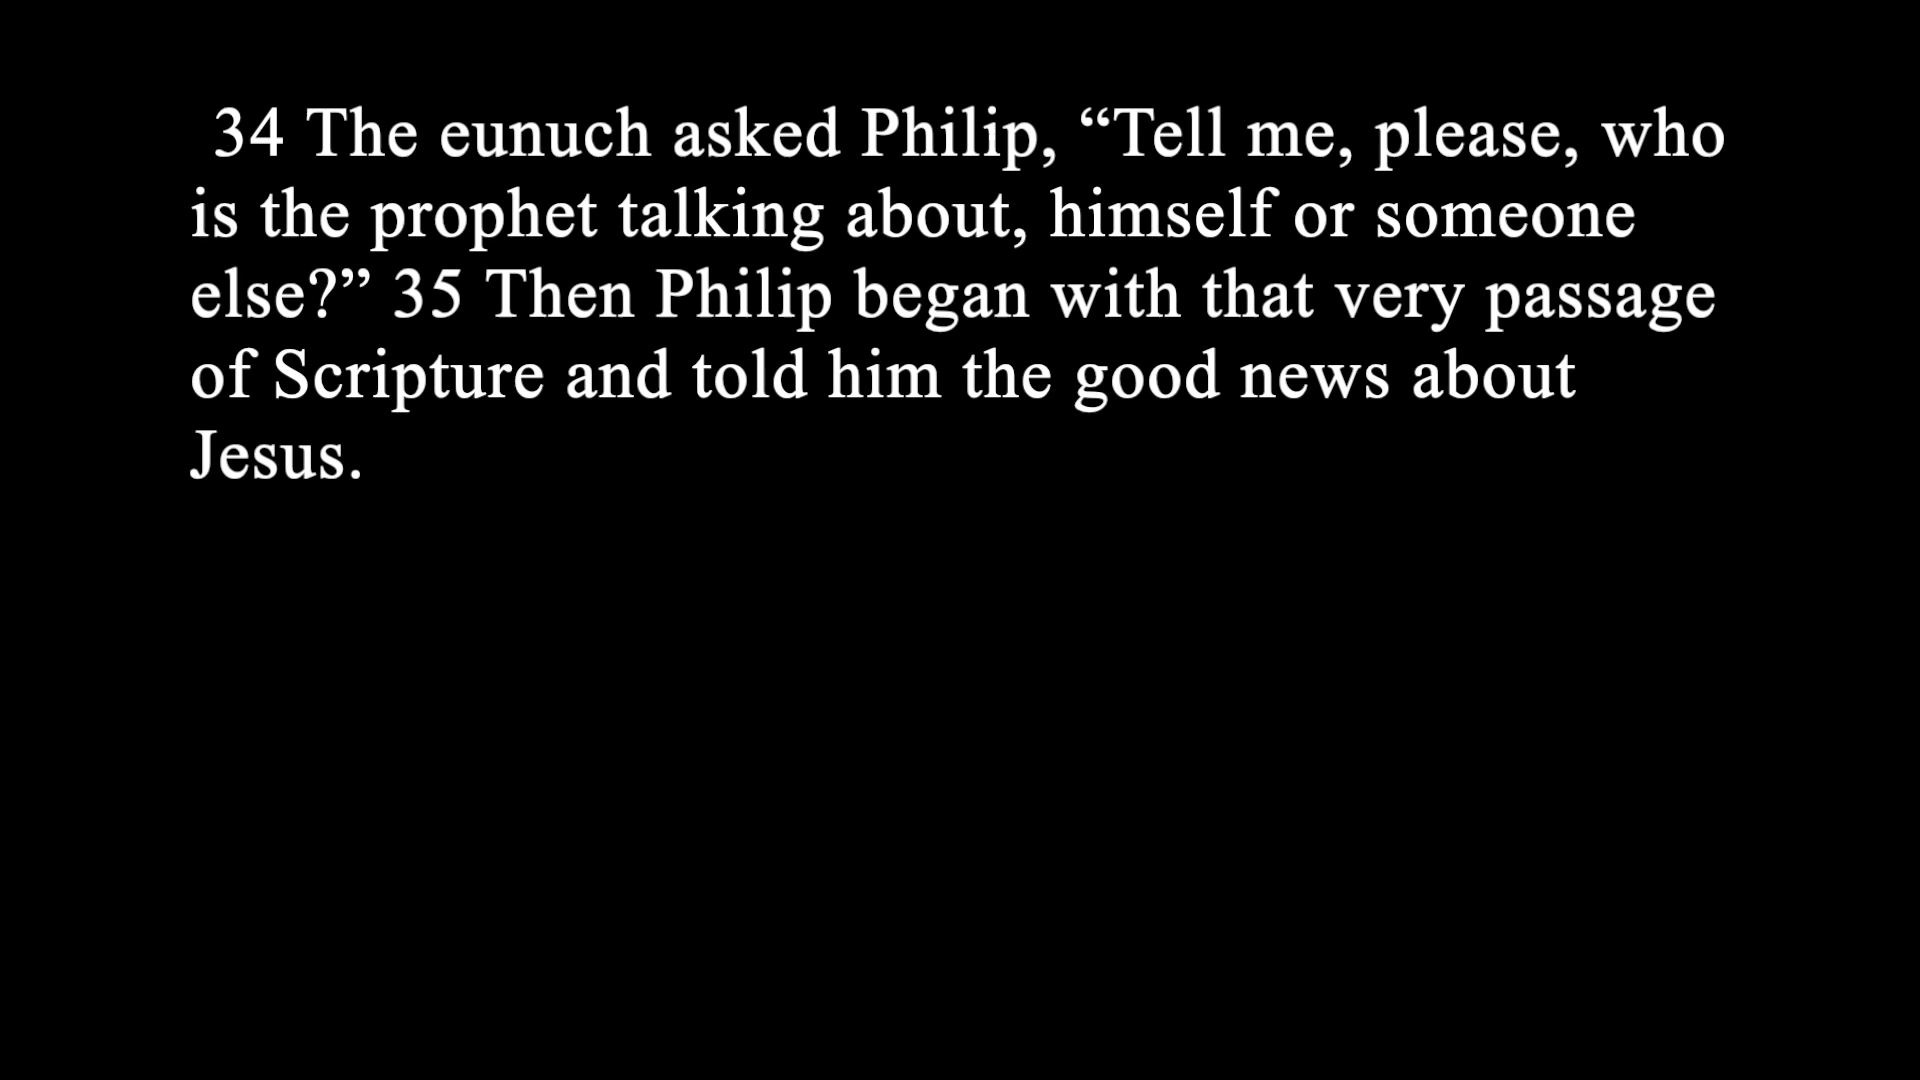 34 The eunuch asked Philip, “Tell me, please, who
is the prophet talking about, himself or someone
else?” 35 Then Philip began with that very passage
of Scripture and told him the good news about
Jesus.